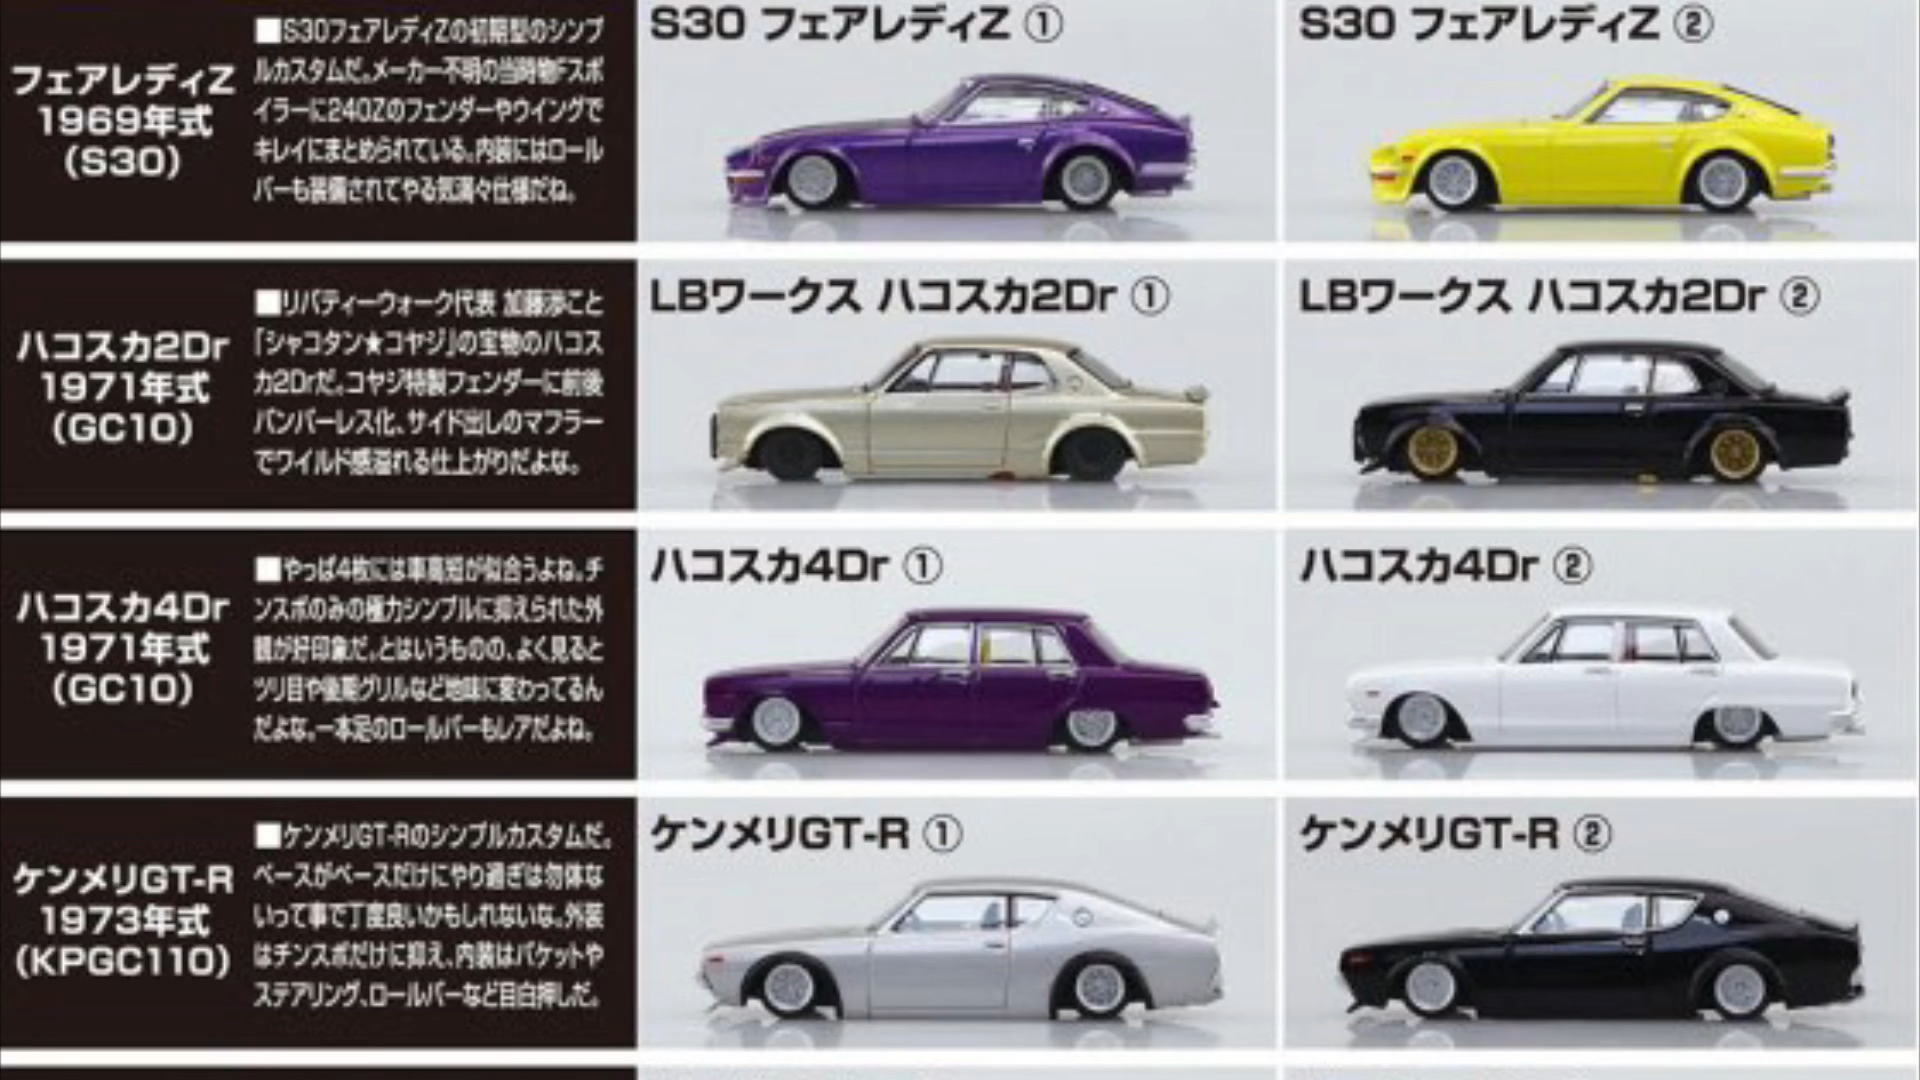 フェアレディZ
1969年式
(S30)
■S30フェアレディZの初期型のシンプ
ルカスタムだ。メーカー不明の当時物Fスポ
イラーに240Zのフェンダーやウイングで
キレイにまとめられている。内装にはロール
バーも装備されてやる気満々仕様だね。
S30 フェアレディZ ①
S30 フェアレディZ ②
ハコスカ2Dr
1971年式
(GC10)
■リバティーウォーク代表 加藤渉こと
「シャコタン★コヤジ」の宝物のハコス
カ2Drだ。コヤジ特製フェンダーに前後
バンパーレス化、サイド出しのマフラー
でワイルド感溢れる仕上がりだよな。
LBワークス ハコスカ2Dr ①
LBワークス ハコスカ2Dr ②
ハコスカ4Dr
1971年式
(GC10)
■やっぱ4枚には車高短が似合うよね。チ
ンスポのみの極力シンプルに抑えられた外
観が好印象だ。とはいうものの、よく見ると
ツリ目や後期グリルなど地味に変わってるん
だよな。一本足のロールバーもレアだよね。
ハコスカ4Dr ①
ハコスカ4Dr ②
ケンメリGT-R
1973年式
(KPGC110)
■ケンメリGT-Rのシンプルカスタムだ。
ベースがベースだけにやり過ぎは勿体な
いって事で丁度良いかもしれないな。外装
はチンスポだけに抑え、内装はバケットや
ステアリング、ロールバーなど目白押しだ。
ケンメリGT-R ①
ケンメリGT-R ②